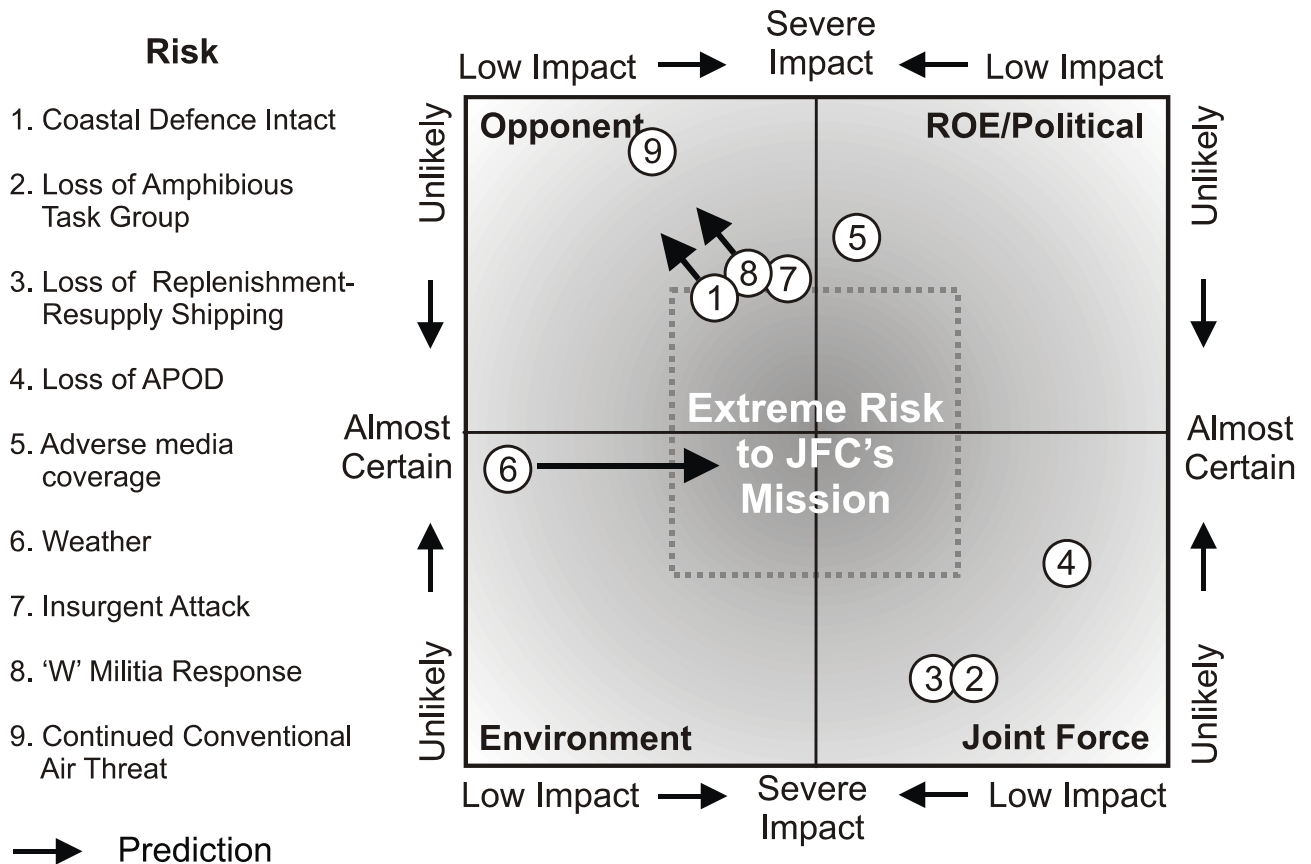 Risk
1. Coastal Defence Intact
2. Loss of Amphibious
Task Group
3. Loss of Replenishment-
Resupply Shipping
4. Loss of APOD
5. Adverse media
coverage
6. Weather
7. Insurgent Attack
8. ‘W’ Militia Response
9. Continued Conventional
Air Threat
Prediction
Low Impact
Severe
Impact
Low Impact
Unlikely
Unlikely
Opponent
ROE/Political
9
5
8
7
1
Almost
Certain
Extreme Risk
to JFC’s
Mission
Almost
Certain
6
4
3
2
Unlikely
Unlikely
Environment
Joint Force
Low Impact
Severe
Impact
Low Impact